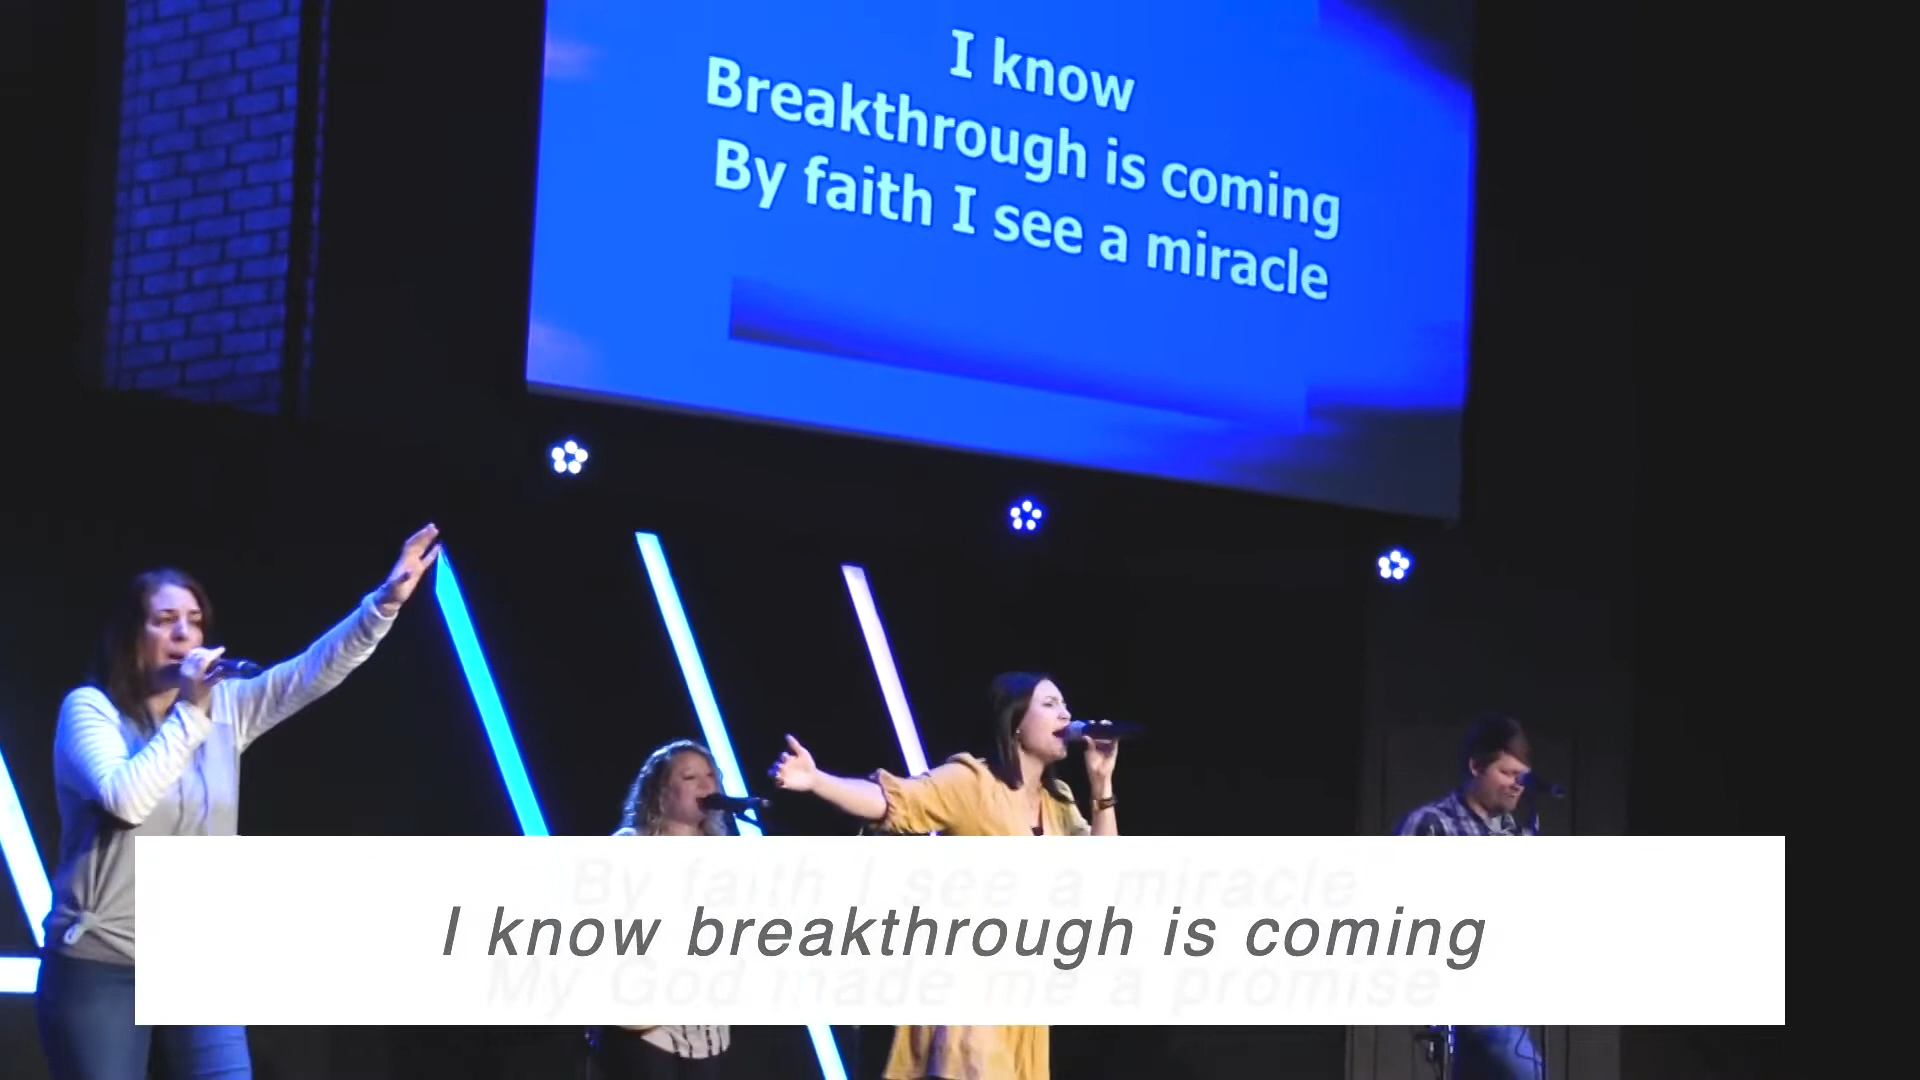 I know
Breakthrough is coming
By faith I see a miracle
By faith I see a miracle
I know breakthrough is coming
My God made me a promise